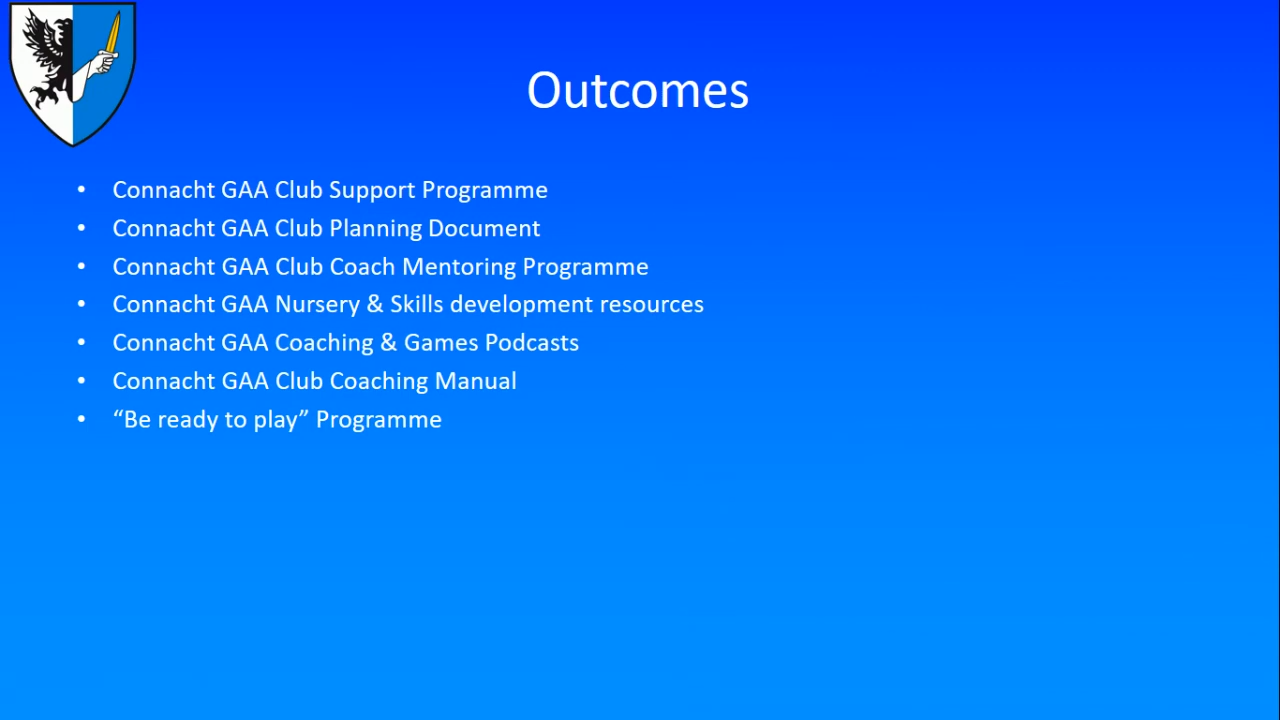 Outcomes
• Connacht GAA Club Support Programme
• Connacht GAA Club Planning Document
• Connacht GAA Club Coach Mentoring Programme
• Connacht GAA Nursery & Skills development resources
• Connacht GAA Coaching & Games Podcasts
• Connacht GAA Club Coaching Manual
• “Be ready to play” Programme